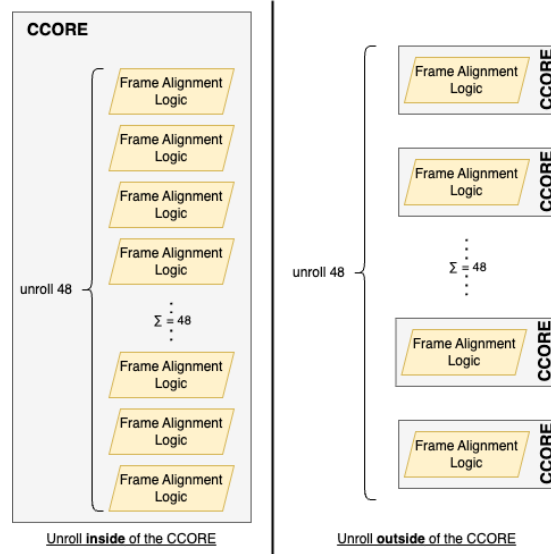 CCORE
Frame Alignment
Logic
Frame Alignment
Logic
Frame Alignment
Logic
Frame Alignment
Logic
unroll 48
Σ = 48
Frame Alignment
Logic
Frame Alignment
Logic
Frame Alignment
Logic
Unroll inside of the CCORE
Frame Alignment
Logic
CCORE
Frame Alignment
Logic
CCORE
unroll 48
Σ = 48
Frame Alignment
Logic
CCORE
Frame Alignment
Logic
CCORE
Unroll outside of the CCORE